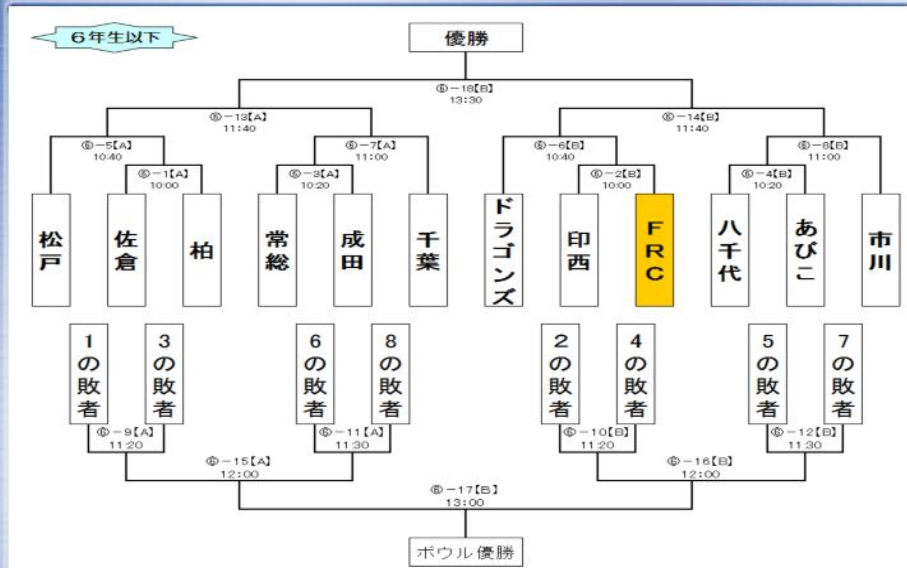 6年生以下
優勝
⑥-18[B]
13:30
⑥-13[A]
11:40
⑥-14[B]
11:40
⑥-5[A]
10:40
⑥-7[A]
11:00
⑥-6[B]
10:40
⑥-8[B]
11:00
⑥-1[A]
10:00
⑥-3[A]
10:20
⑥-2[B]
10:00
⑥-4[B]
10:20
松戸
佐倉
柏
常総
成田
千葉
ドラゴンズ
印西
FRC
八千代
あびこ
市川
1の敗者
3の敗者
6の敗者
8の敗者
2の敗者
4の敗者
5の敗者
7の敗者
⑥-9[A]
11:20
⑥-11[A]
11:30
⑥-10[B]
11:20
⑥-12[B]
11:30
⑥-15[A]
12:00
⑥-16[B]
12:00
⑥-17[B]
13:00
ボウル優勝